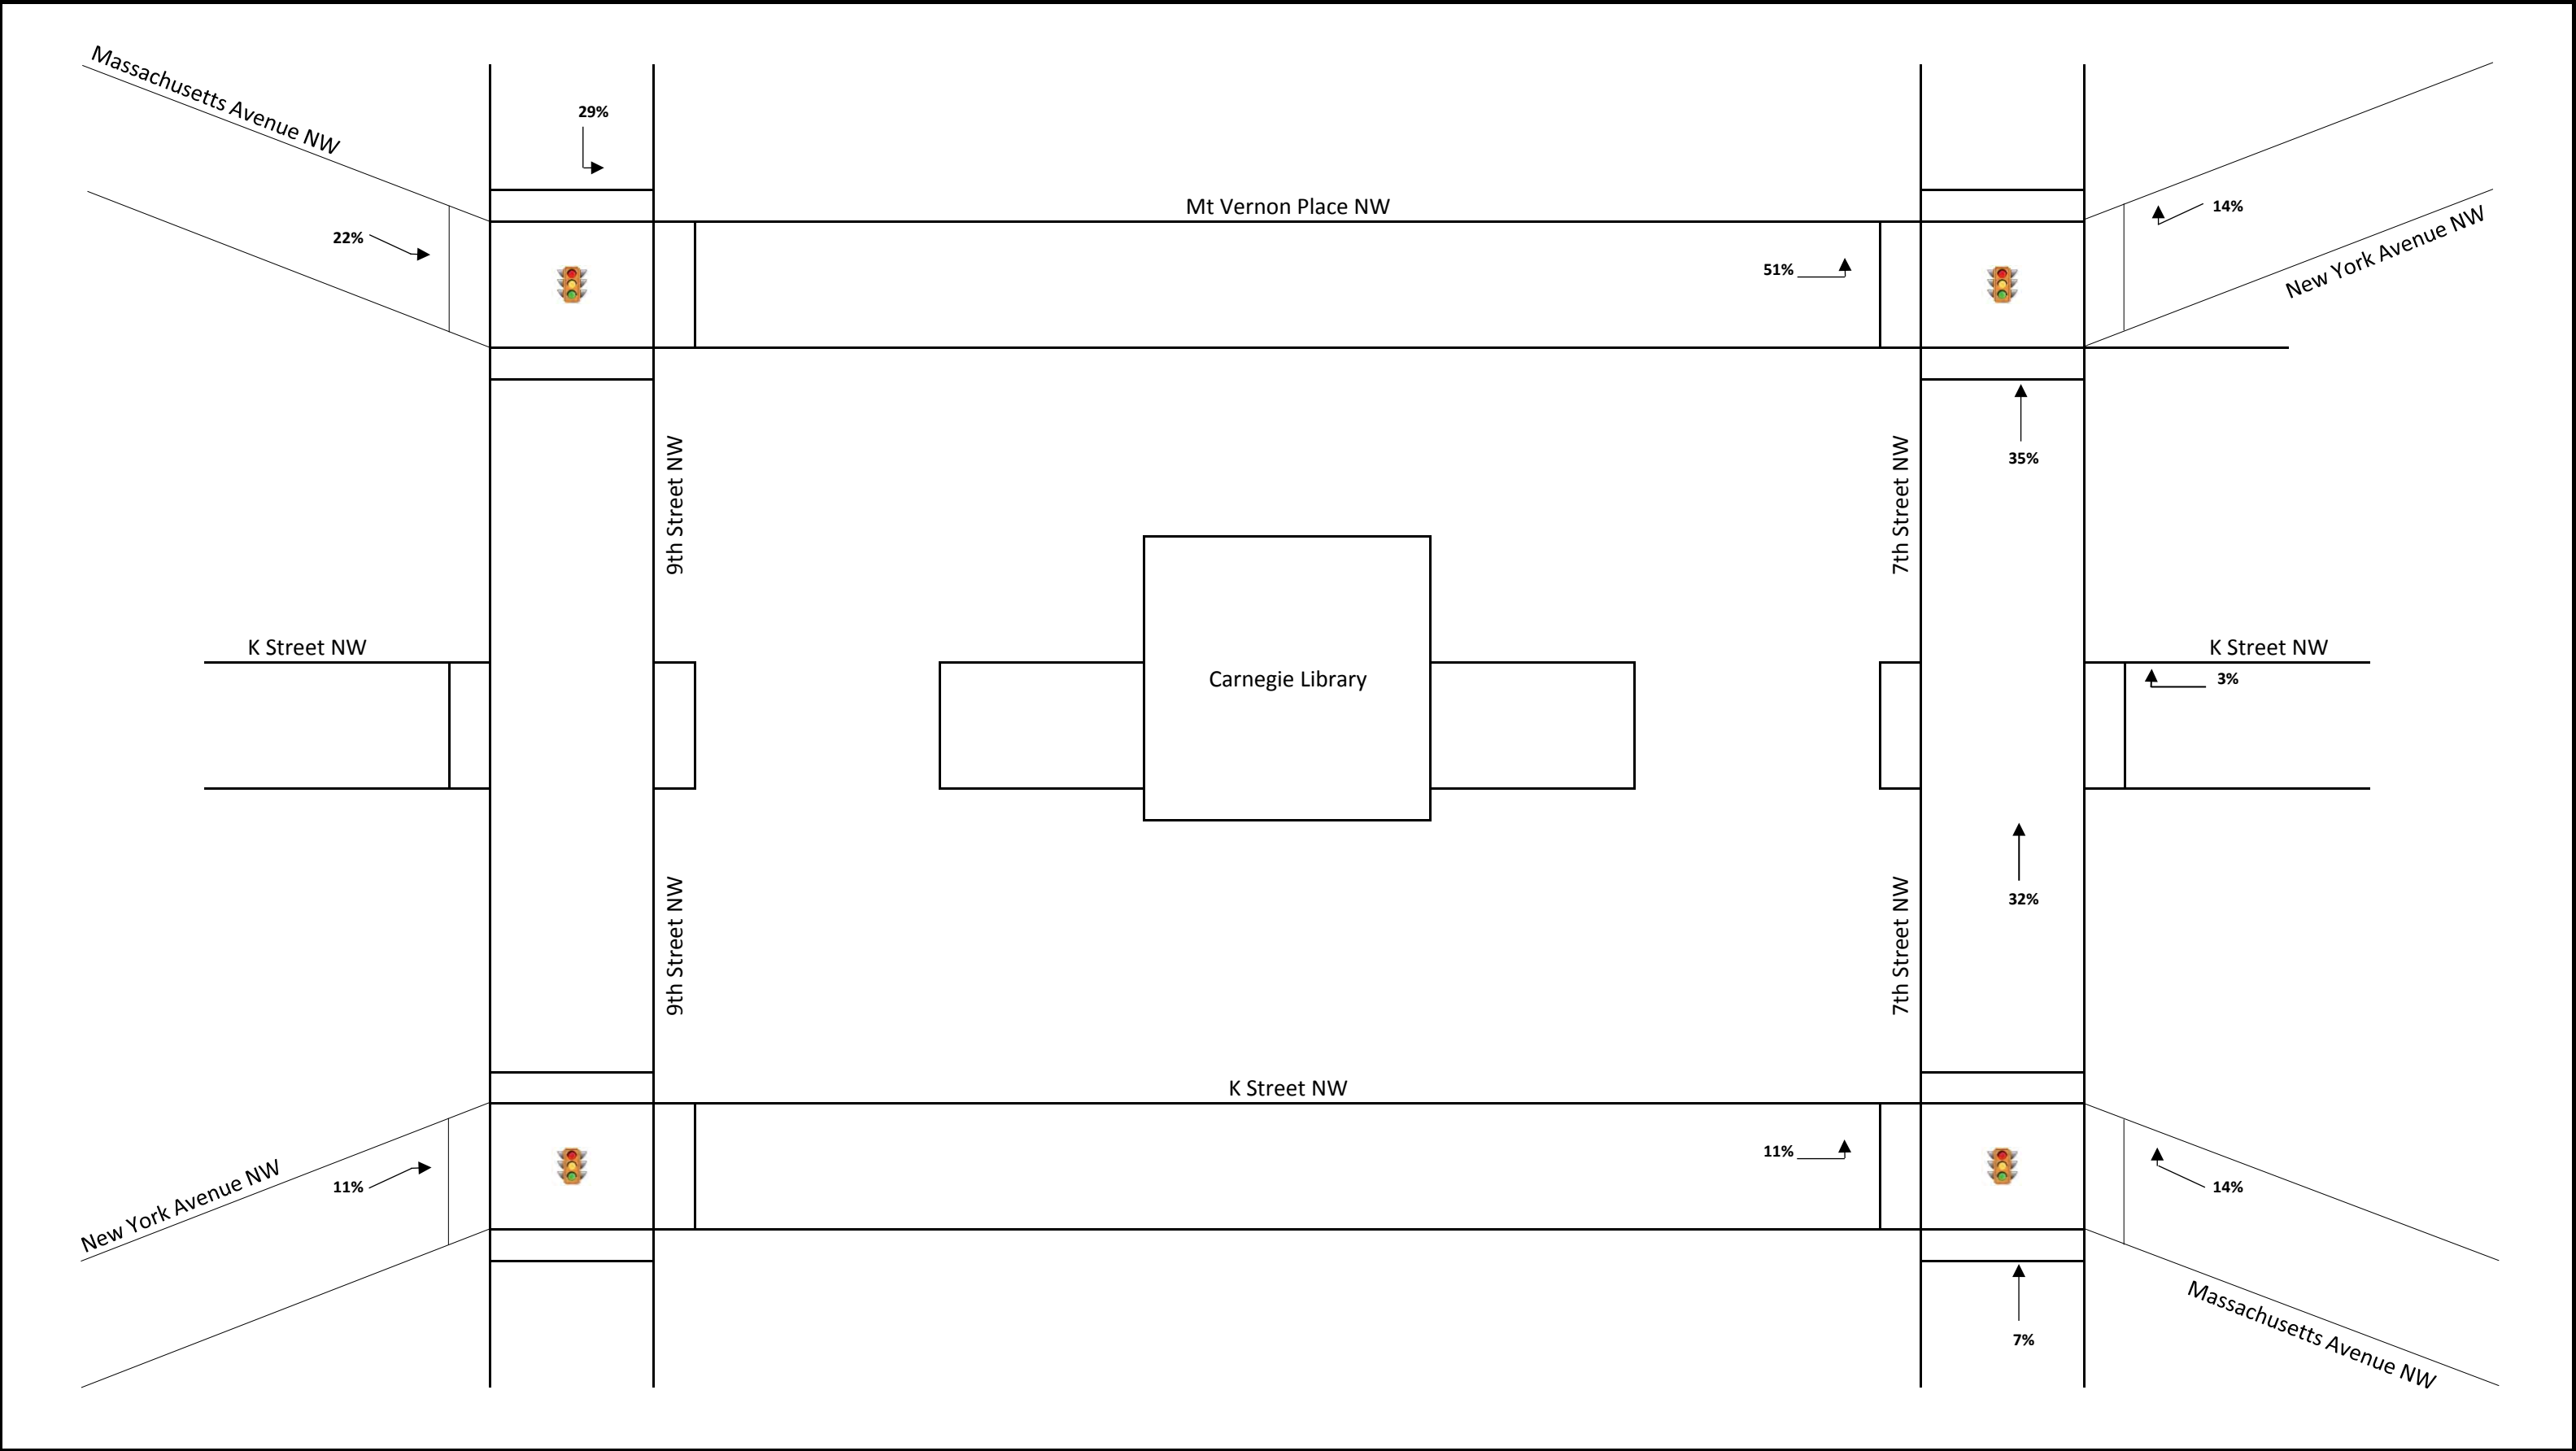 Massachusetts Avenue NW
29%
Mt Vernon Place NW
14%
22%
51%
New York Avenue NW
9th Street NW
7th Street NW
35%
K Street NW
Carnegie Library
K Street NW
3%
9th Street NW
7th Street NW
32%
K Street NW
11%
New York Avenue NW
11%
14%
Massachusetts Avenue NW
7%